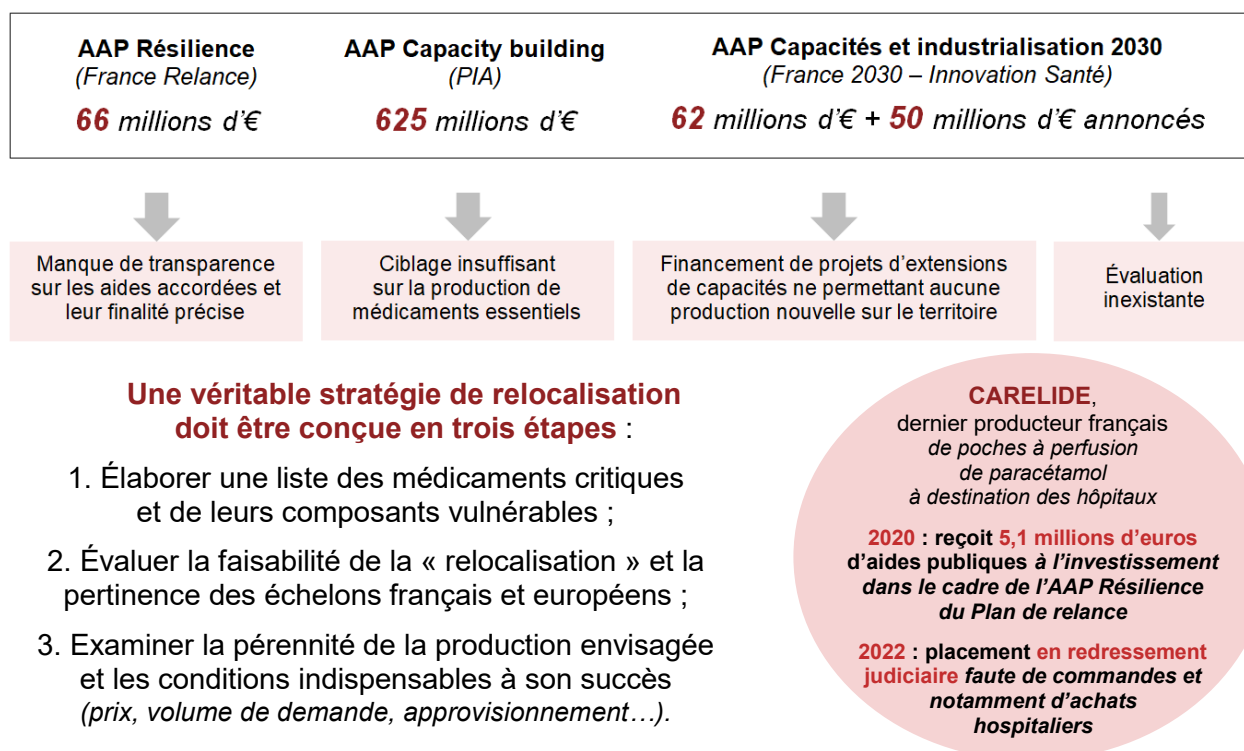 AAP Résilience
(France Relance)
66 millions d'€
AAP Capacity building
(PIA)
625 millions d'€
AAP Capacités et industrialisation 2030
(France 2030 – Innovation Santé)
62 millions d'€ + 50 millions d'€ annoncés
Manque de transparence
sur les aides accordées et
leur finalité précise
Ciblage insuffisant
sur la production de
médicaments essentiels
Financement de projets d'extensions
de capacités ne permettant aucune
production nouvelle sur le territoire
Évaluation
inexistante
Une véritable stratégie de relocalisation
doit être conçue en trois étapes :
1. Élaborer une liste des médicaments critiques
et de leurs composants vulnérables ;
2. Évaluer la faisabilité de la « relocalisation » et la
pertinence des échelons français et européens ;
3. Examiner la pérennité de la production envisagée
et les conditions indispensables à son succès
(prix, volume de demande, approvisionnement…).
CARELIDE,
dernier producteur français
de poches à perfusion
de paracétamol
à destination des hôpitaux
2020 : reçoit 5,1 millions d'euros
d'aides publiques à l'investissement
dans le cadre de l'AAP Résilience
du Plan de relance
2022 : placement en redressement
judiciaire faute de commandes et
notamment d'achats
hospitaliers